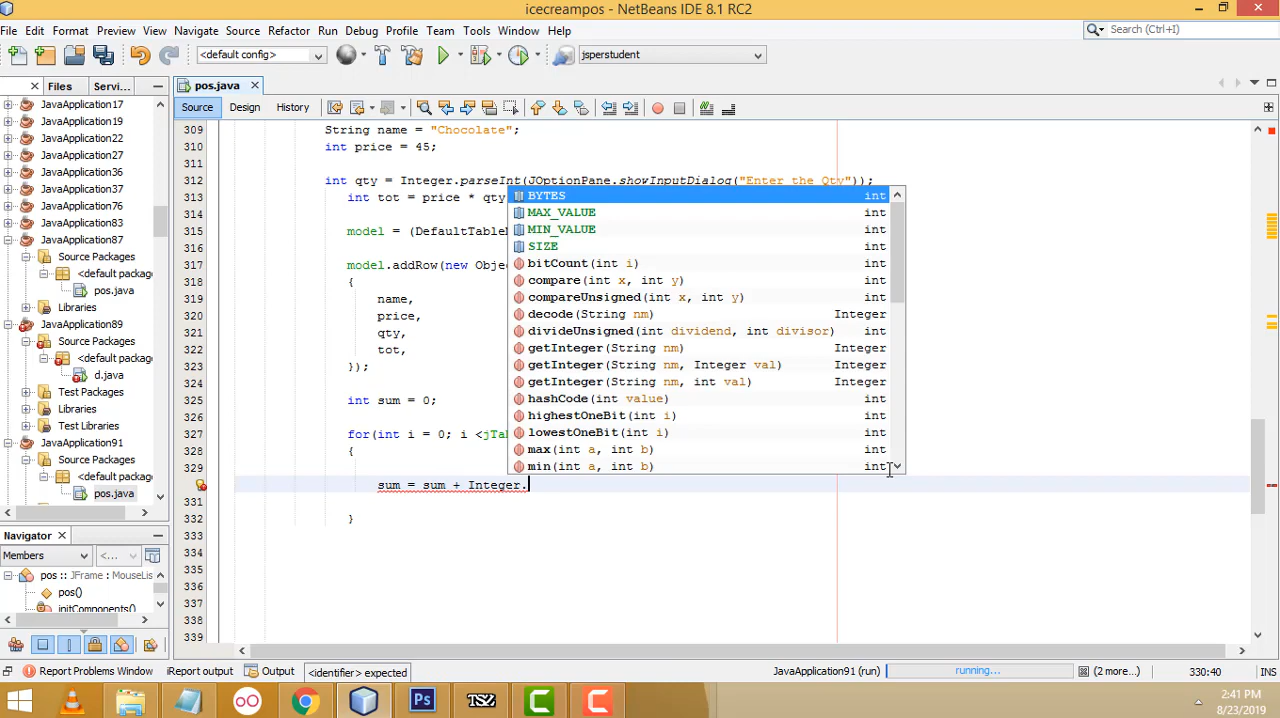 icecreampos - NetBeans IDE 8.1 RC2
File Edit Format Preview View Navigate Source Refactor Run Debug Profile Team Tools Window Help
Search (Ctrl+I)
<default config>
jsperstudent
Files Servi...
pos.java
Source Design History
JavaApplication17
JavaApplication19
JavaApplication22
JavaApplication27
JavaApplication36
JavaApplication37
JavaApplication76
JavaApplication83
JavaApplication87
Source Packages
<default packag
pos.java
Libraries
JavaApplication89
Source Packages
<default packag
d.java
Test Packages
Libraries
Test Libraries
JavaApplication91
Source Packages
<default packag
pos.java
Navigator
Members
<...
pos :: JFrame : MouseLis
pos()
initComponents()
309 String name = "Chocolate";
310 int price = 45;
311
312 int qty = Integer.parseInt(JOptionPane.showInputDialog("Enter the Qty"));
313 int tot = price * qty
314
315 model = (DefaultTableM
316
317 model.addRow(new Objec
318 {
319 name,
320 price,
321 qty,
322 tot,
323 });
324
325 int sum = 0;
326
327 for(int i = 0; i <jTab
328 {
329
sum = sum + Integer.
331
332 }
333
334
335
336
337
338
339
BYTES int
MAX_VALUE int
MIN_VALUE int
SIZE int
bitCount(int i) int
compare(int x, int y) int
compareUnsigned(int x, int y) int
decode(String nm) Integer
divideUnsigned(int dividend, int divisor) int
getInteger(String nm) Integer
getInteger(String nm, Integer val) Integer
getInteger(String nm, int val) Integer
hashCode(int value) int
highestOneBit(int i) int
lowestOneBit(int i) int
max(int a, int b) int
min(int a, int b) int
Report Problems Window iReport output Output <identifier> expected
JavaApplication91 (run) running... (2 more...) 330:40 INS
Ps TS2 C C
2:41 PM
8/23/2019